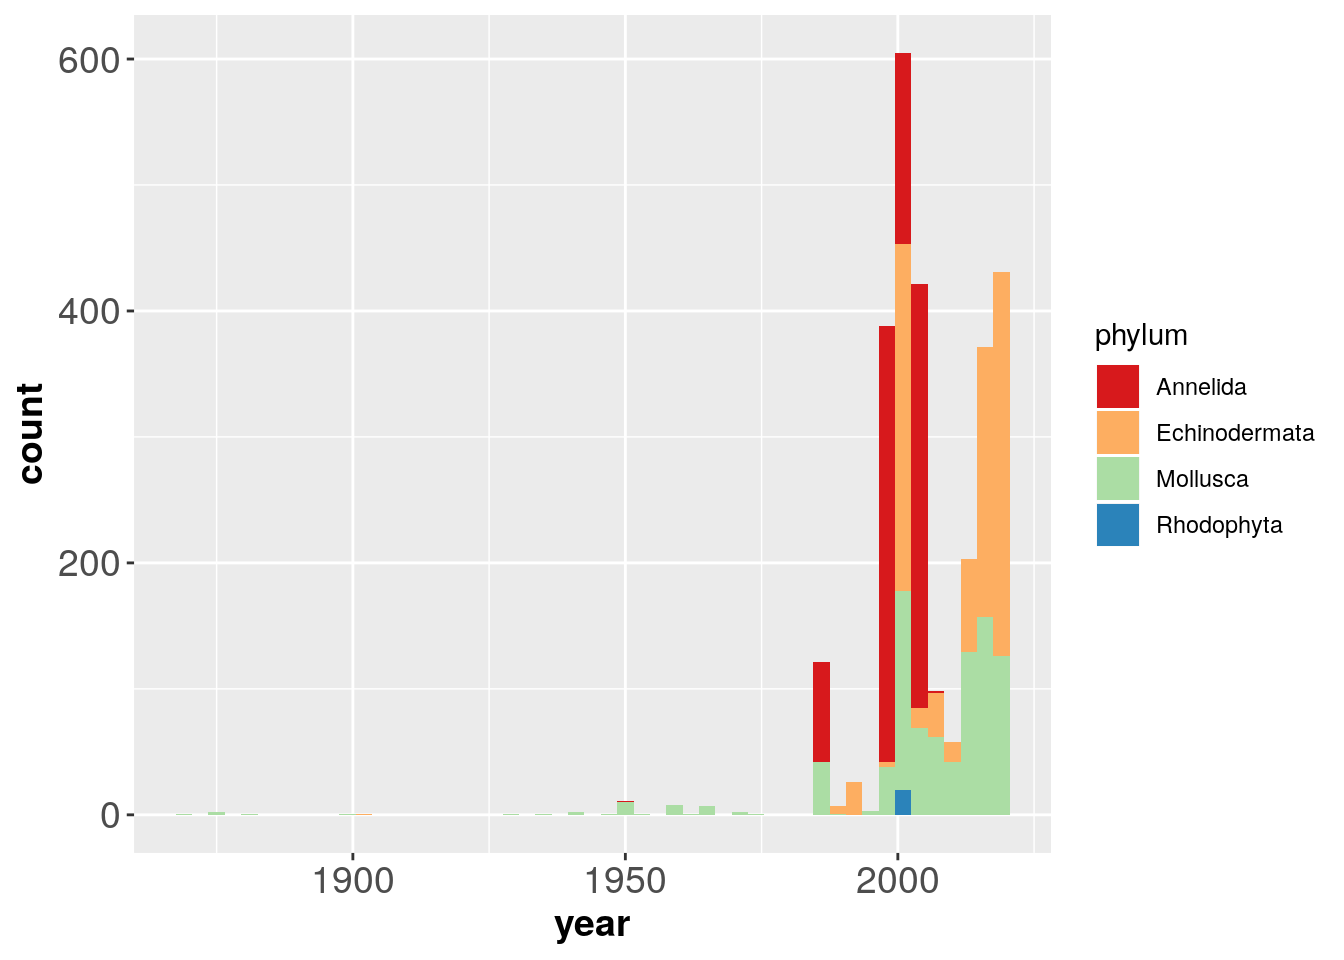 600
400
200
0
count
1900
1950
2000
year
phylum
Annelida
Echinodermata
Mollusca
Rhodophyta